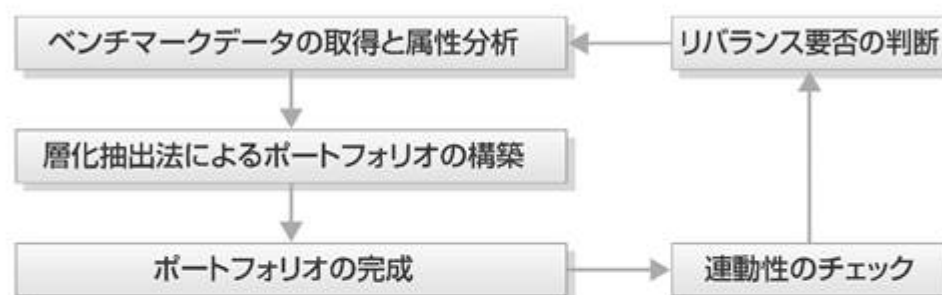 ベンチマークデータの取得と属性分析
リバランス要否の判断
層化抽出法によるポートフォリオの構築
ポートフォリオの完成
連動性のチェック